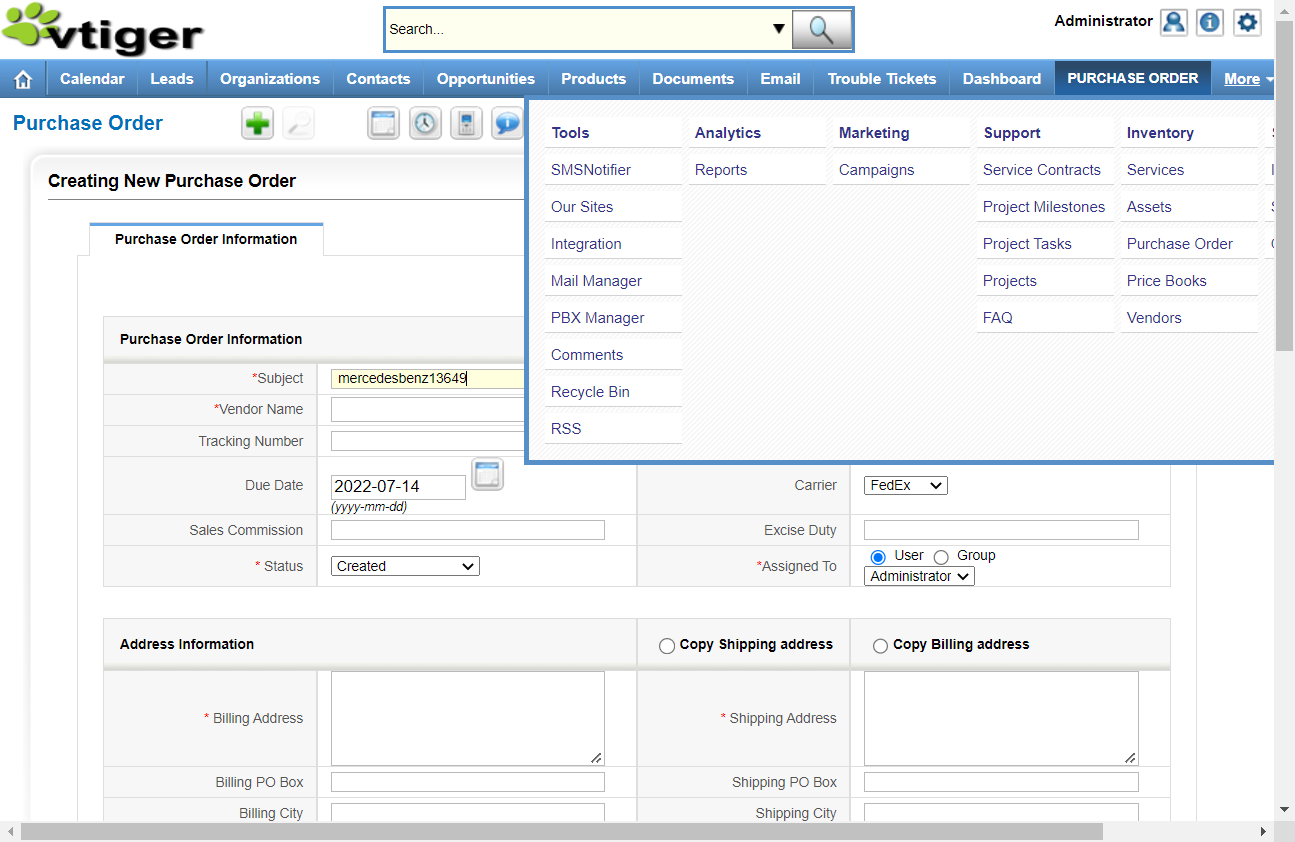 vtiger
Search...
Administrator
Calendar Leads Organizations Contacts Opportunities Products Documents Email Trouble Tickets Dashboard PURCHASE ORDER More
Purchase Order
Tools Analytics Marketing Support Inventory
SMSNotifier Reports Campaigns Service Contracts Services
Creating New Purchase Order
Our Sites Project Milestones Assets
Purchase Order Information
Integration Project Tasks Purchase Order
Mail Manager Projects Price Books
PBX Manager FAQ Vendors
Purchase Order Information
Comments
*Subject mercedesbenz13649
Recycle Bin
*Vendor Name
RSS
Tracking Number
Due Date 2022-07-14 Carrier FedEx
(yyyy-mm-dd)
Sales Commission Excise Duty
* Status Created *Assigned To User Group
Administrator
Address Information Copy Shipping address Copy Billing address
* Billing Address * Shipping Address
Billing PO Box Shipping PO Box
Billing City Shipping City